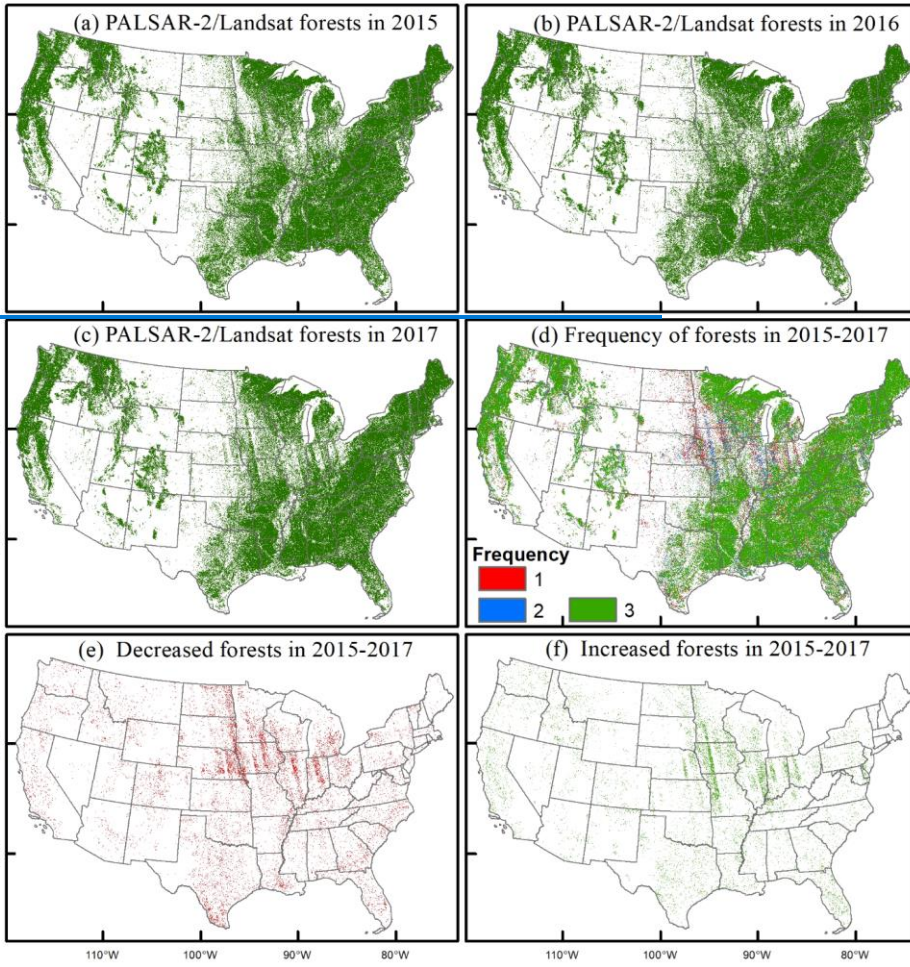 (a) PALSAR-2/Landsat forests in 2015
(b) PALSAR-2/Landsat forests in 2016
(c) PALSAR-2/Landsat forests in 2017
(d) Frequency of forests in 2015-2017
Frequency
1
2
3
(e) Decreased forests in 2015-2017
(f) Increased forests in 2015-2017
110°W 100°W 90°W 80°W 110°W 100°W 90°W 80°W